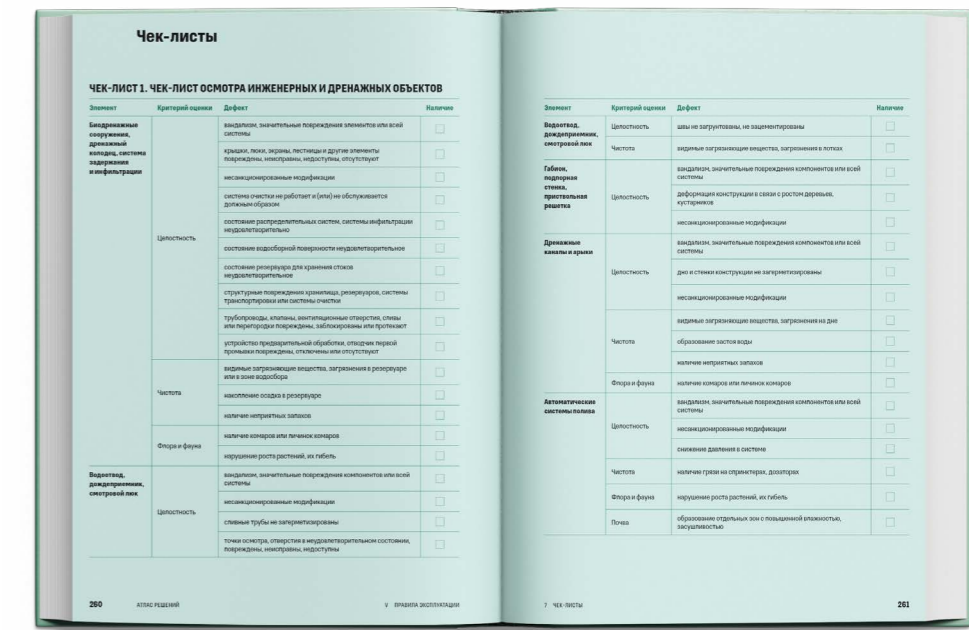 Чек-листы
ЧЕК-ЛИСТ 1. ЧЕК-ЛИСТ ОСМОТРА ИНЖЕНЕРНЫХ И ДРЕНАЖНЫХ ОБЪЕКТОВ
Элемент Критерий оценки Дефект Наличие
Биодренажные
сооружения,
дренажный
колодец, система
задержания
и инфильтрации
Целостность
вандализм, значительные повреждения элементов или всей
системы
крышки, люки, экраны, лестницы и другие элементы
повреждены, неисправны, недоступны, отсутствуют
несанкционированные модификации
система очистки не работает и (или) не обслуживается
должным образом
состояние распределительных систем, системы инфильтрации
неудовлетворительно
состояние водосборной поверхности неудовлетворительное
состояние резервуара для хранения стоков
неудовлетворительное
структурные повреждения хранилища, резервуаров, системы
транспортировки или системы очистки
трубопроводы, клапаны, вентиляционные отверстия, сливы
или перегородки повреждены, заблокированы или протекают
устройство предварительной обработки, отводчик первой
промывки повреждены, отключены или отсутствуют
Чистота
видимые загрязняющие вещества, загрязнения в резервуаре
или в зоне водосбора
накопление осадка в резервуаре
наличие неприятных запахов
Флора и фауна
наличие комаров или личинок комаров
нарушение роста растений, их гибель
Водоотвод,
дождеприемник,
смотровой люк
Целостность
вандализм, значительные повреждения компонентов или всей
системы
несанкционированные модификации
сливные трубы не загерметизированы
точки осмотра, отверстия в неудовлетворительном состоянии,
повреждены, неисправны, недоступны
260 АТЛАС РЕШЕНИЙ V ПРАВИЛА ЭКСПЛУАТАЦИИ
Элемент Критерий оценки Дефект Наличие
Водоотвод,
дождеприемник,
смотровой люк
Целостность швы не загрунтованы, не зацементированы
Чистота видимые загрязняющие вещества, загрязнения в лотках
Габион,
подпорная
стенка,
приствольная
решетка
Целостность
вандализм, значительные повреждения компонентов или всей
системы
деформация конструкции в связи с ростом деревьев,
кустарников
несанкционированные модификации
Дренажные
каналы и арыки
Целостность
вандализм, значительные повреждения компонентов или всей
системы
дно и стенки конструкции не загерметизированы
несанкционированные модификации
Чистота
видимые загрязняющие вещества, загрязнения на дне
образование застоя воды
наличие неприятных запахов
Флора и фауна наличие комаров или личинок комаров
Автоматические
системы полива
Целостность
вандализм, значительные повреждения компонентов или всей
системы
несанкционированные модификации
снижение давления в системе
Чистота наличие грязи на спринклерах, дозаторах
Флора и фауна нарушение роста растений, их гибель
Почва
образование отдельных зон с повышенной влажностью,
засушливостью
7 ЧЕК-ЛИСТЫ 261